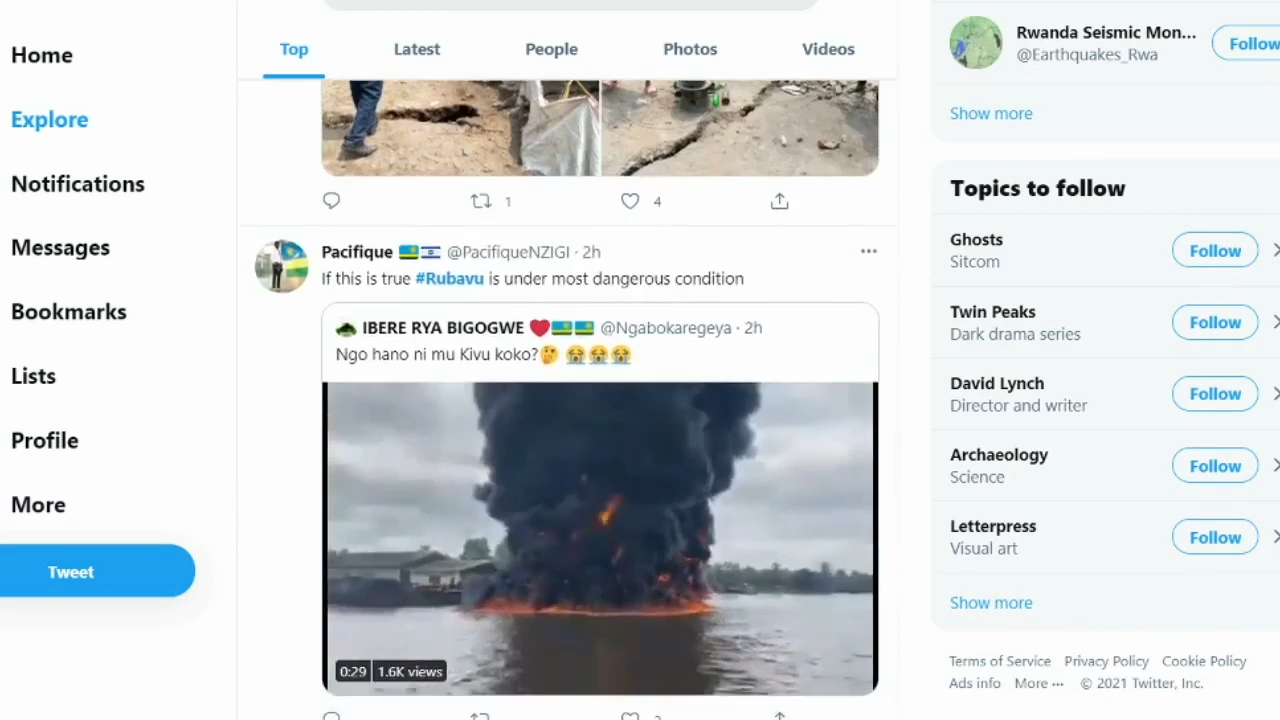 Home
Explore
Notifications
Messages
Bookmarks
Lists
Profile
More
Tweet
Top
Latest
People
Photos
Videos
1
4
Pacifique @PacifiqueNZIGI · 2h
If this is true #Rubavu is under most dangerous condition
IBERE RYA BIGOGWE @Ngabokaregeya · 2h
Ngo hano ni mu Kivu koko?
0:29 1.6K views
Rwanda Seismic Mon...
@Earthquakes_Rwa
Follow
Show more
Topics to follow
Ghosts
Sitcom
Follow
Twin Peaks
Dark drama series
Follow
David Lynch
Director and writer
Follow
Archaeology
Science
Follow
Letterpress
Visual art
Follow
Show more
Terms of Service Privacy Policy Cookie Policy
Ads info More ··· © 2021 Twitter, Inc.